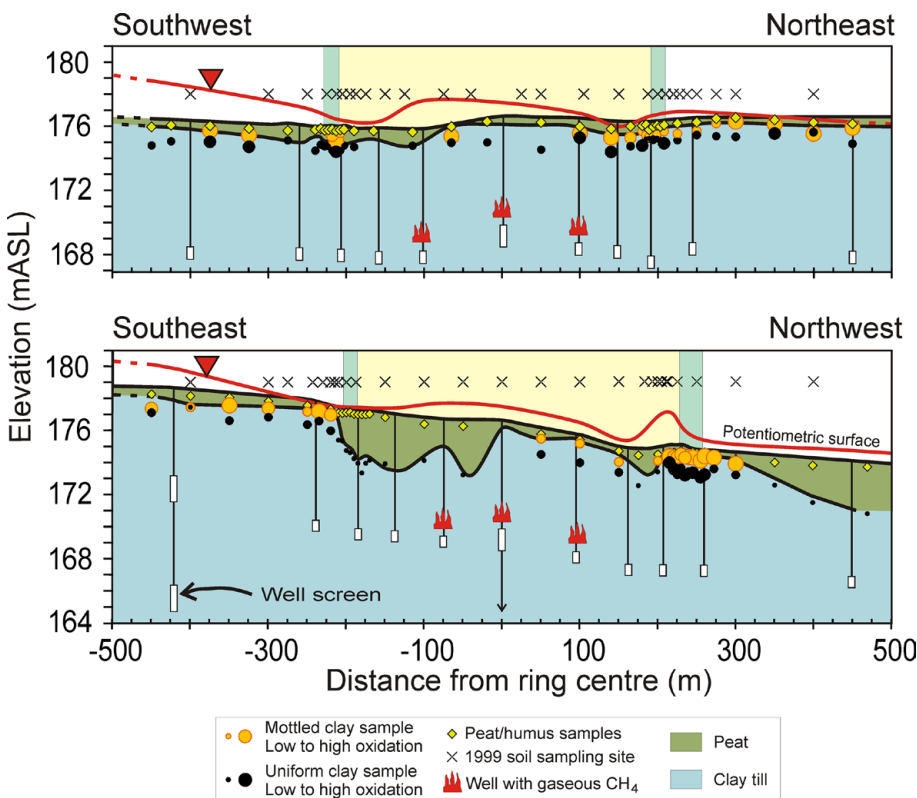 Southwest Northeast
180
176
172
168
Southeast Northwest
180
176
172
168
164
Elevation (mASL)
Potentiometric surface
Well screen
-500 -300 -100 100 300 500
Distance from ring centre (m)
Mottled clay sample
Low to high oxidation
Uniform clay sample
Low to high oxidation
Peat/humus samples
1999 soil sampling site
Well with gaseous CH₄
Peat
Clay till